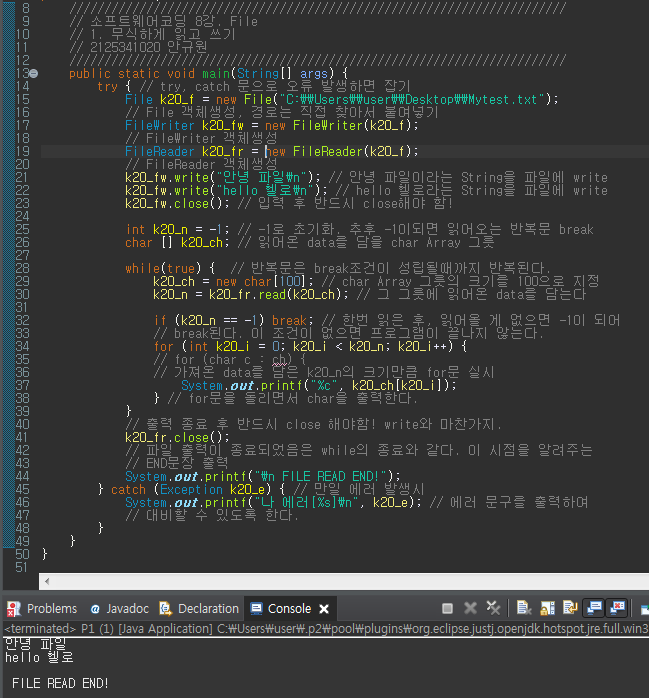 8 ////////////////////////////////////////////////////////////////////
9 // 소프트웨어코딩 8강. File
10 // 1. 무식하게 읽고 쓰기
11 // 2125341020 안규원
12 ////////////////////////////////////////////////////////////////////
13 public static void main(String[] args) {
14 try { // try, catch 문으로 오류 발생하면 잡기
15 File k20_f = new File("C:₩₩Users₩₩user₩₩Desktop₩₩Mytest.txt");
16 // File 객체생성, 경로는 직접 찾아서 붙여넣기
17 FileWriter k20_fw = new FileWriter(k20_f);
18 // FileWriter 객체생성
19 FileReader k20_fr = new FileReader(k20_f);
20 // FileReader 객체생성
21 k20_fw.write("안녕 파일₩n"); // 안녕 파일이라는 String을 파일에 write
22 k20_fw.write("hello 헬로₩n"); // hello 헬로라는 String을 파일에 write
23 k20_fw.close(); // 입력 후 반드시 close해야 함!
24
25 int k20_n = -1; // -1로 초기화. 추후 -1이되면 읽어오는 반복문 break
26 char [] k20_ch; // 읽어온 data를 담을 char Array 그릇
27
28 while(true) { // 반복문은 break조건이 성립될때까지 반복된다.
29 k20_ch = new char[100]; // char Array 그릇의 크기를 100으로 지정
30 k20_n = k20_fr.read(k20_ch); // 그 그릇에 읽어온 data를 담는다
31
32 if (k20_n == -1) break; // 한번 읽은 후, 읽어올 게 없으면 -1이 되어
33 // break된다. 이 조건이 없으면 프로그램이 끝나지 않는다.
34 for (int k20_i = 0; k20_i < k20_n; k20_i++) {
35 // for (char c : ch) {
36 // 가져온 data를 담은 k20_n의 크기만큼 for문 실시
37 System.out.printf("%c", k20_ch[k20_i]);
38 } // for문을 돌리면서 char을 출력한다.
39 }
40 // 출력 종료 후 반드시 close 해야함! write와 마찬가지.
41 k20_fr.close();
42 // 파일 출력이 종료되었음은 while의 종료와 같다. 이 시점을 알려주는
43 // END문장 출력
44 System.out.printf("₩n FILE READ END!");
45 } catch (Exception k20_e) { // 만일 에러 발생시
46 System.out.printf("나 에러[%s]₩n", k20_e); // 에러 문구를 출력하여
47 // 대비할 수 있도록 한다.
48 }
49 }
50 }
51
Problems @ Javadoc Declaration Console
<terminated> P1 (1) [Java Application] C:₩Users₩user₩.p2₩pool₩plugins₩org.eclipse.justj.openjdk.hotspot.jre.full.win3
안녕 파일
hello 헬로
FILE READ END!